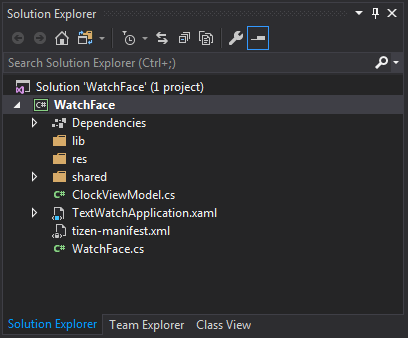 Solution Explorer
Search Solution Explorer (Ctrl+;)
Solution 'WatchFace' (1 project)
C# WatchFace
Dependencies
lib
res
shared
C# ClockViewModel.cs
TextWatchApplication.xaml
tizen-manifest.xml
C# WatchFace.cs
Solution Explorer Team Explorer Class View